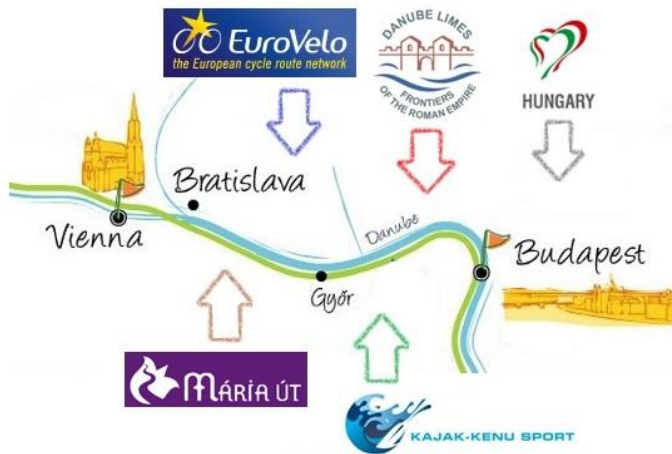 EuroVelo
the European cycle route network
DANUBE LIMES
FRONTIERS
OF THE ROMAN EMPIRE
HUNGARY
Bratislava
Vienna
Danube
Budapest
Győr
MÁRIA ÚT
KAJAK-KENU SPORT